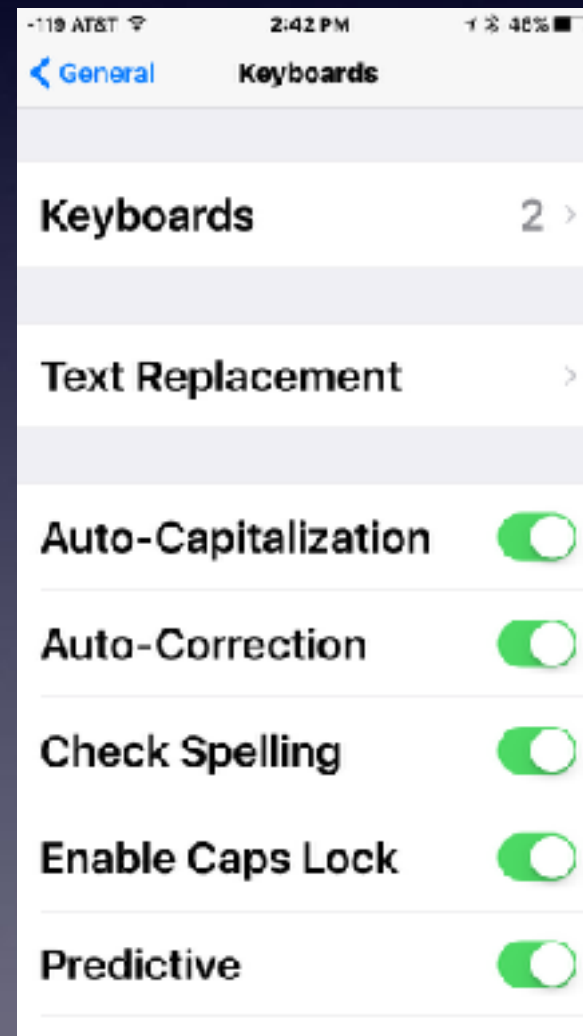 -119 AT&T 2:42 PM 46%
General Keyboards
Keyboards 2
Text Replacement
Auto-Capitalization
Auto-Correction
Check Spelling
Enable Caps Lock
Predictive